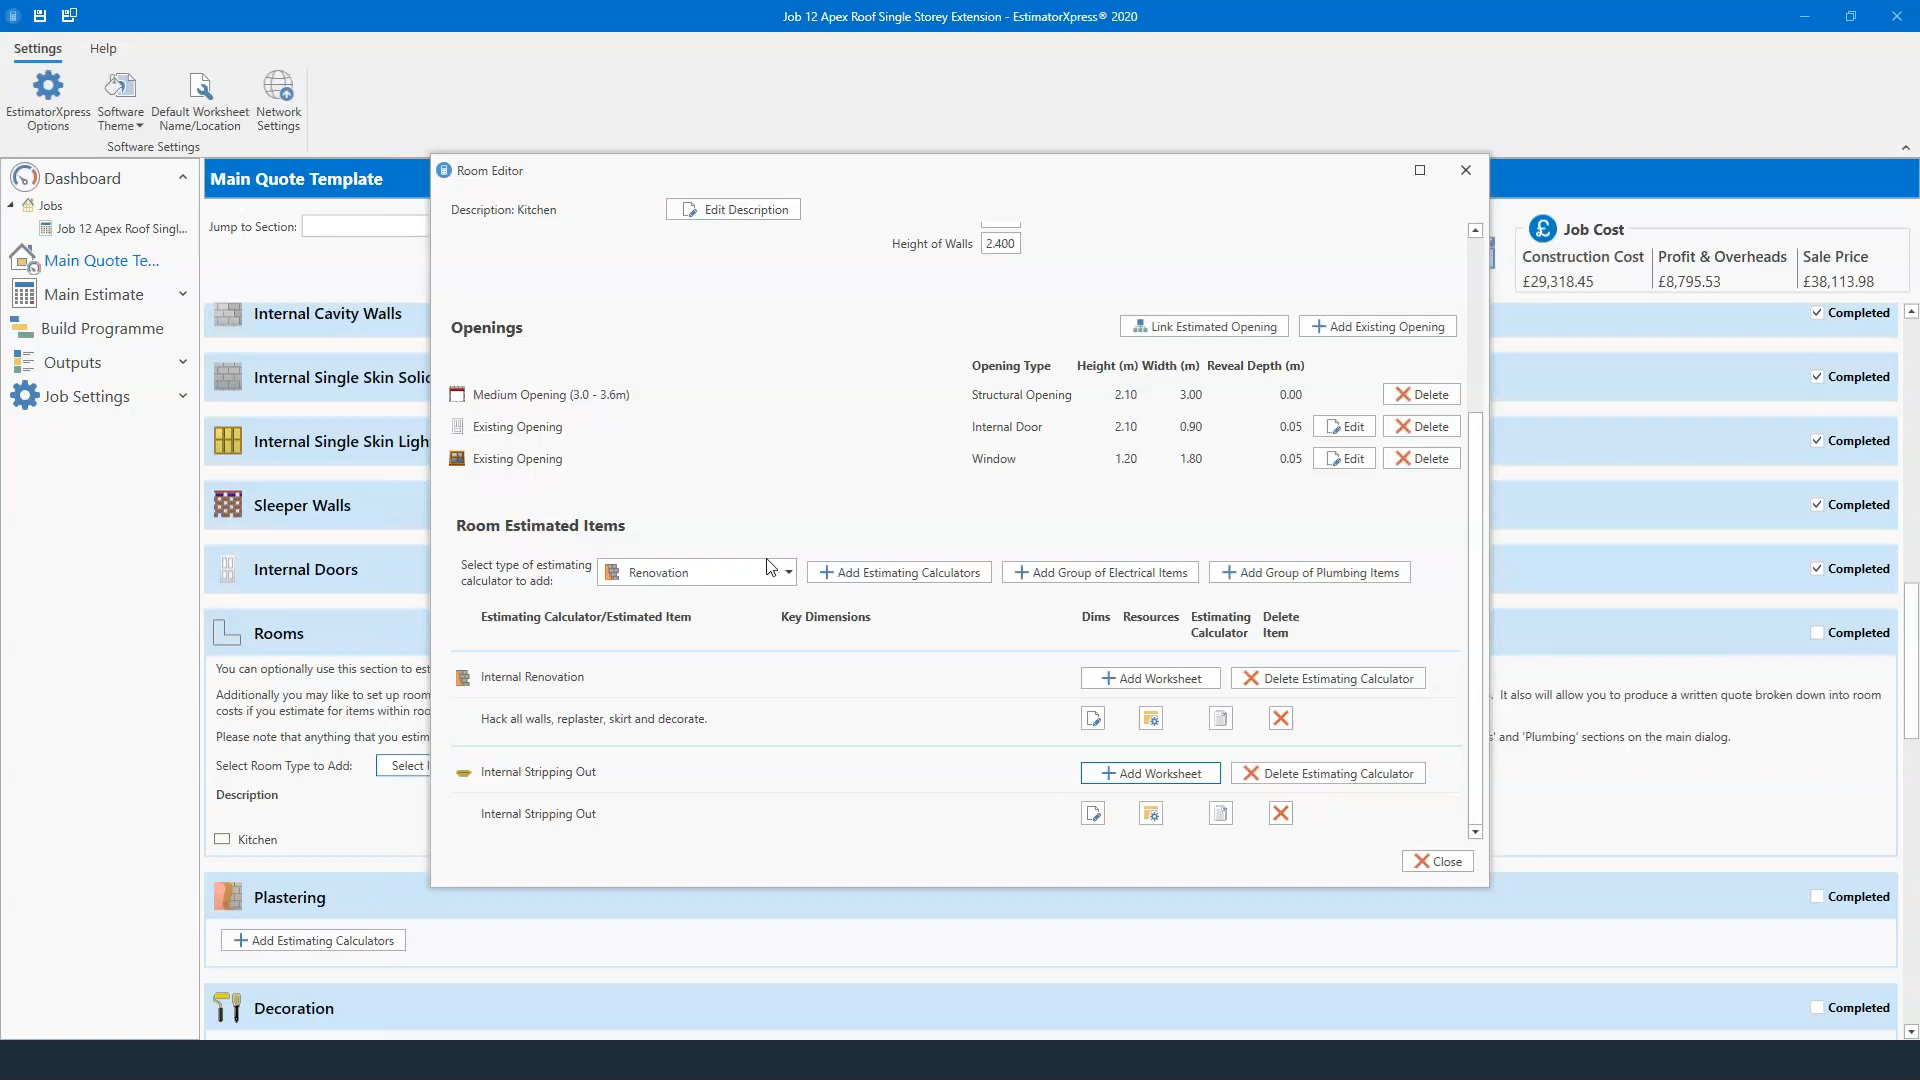 Job 12 Apex Roof Single Storey Extension - EstimatorXpress® 2020
Settings
Help
EstimatorXpress
Options
Software
Theme
Default Worksheet
Name/Location
Network
Settings
Software Settings
Dashboard
Jobs
Job 12 Apex Roof Singl...
Main Quote Te...
Main Estimate
Build Programme
Outputs
Job Settings
Main Quote Template
Jump to Section:
Job Cost
Construction Cost
Profit & Overheads
Sale Price
£29,318.45
£8,795.53
£38,113.98
Internal Cavity Walls
Completed
Internal Single Skin Solid
Completed
Internal Single Skin Ligh
Completed
Sleeper Walls
Completed
Internal Doors
Completed
Rooms
Completed
You can optionally use this section to est
Additionally you may like to set up room
. It also will allow you to produce a written quote broken down into room
costs if you estimate for items within roo
Please note that anything that you estim
s' and 'Plumbing' sections on the main dialog.
Select Room Type to Add:
Select
Description
Kitchen
Plastering
Completed
Add Estimating Calculators
Decoration
Completed
Room Editor
Description: Kitchen
Edit Description
Height of Walls
2.400
Openings
Link Estimated Opening
Add Existing Opening
Opening Type Height (m) Width (m) Reveal Depth (m)
Medium Opening (3.0 - 3.6m) Structural Opening 2.10 3.00 0.00 Delete
Existing Opening Internal Door 2.10 0.90 0.05 Edit Delete
Existing Opening Window 1.20 1.80 0.05 Edit Delete
Room Estimated Items
Select type of estimating
calculator to add:
Renovation
Add Estimating Calculators
Add Group of Electrical Items
Add Group of Plumbing Items
Estimating Calculator/Estimated Item
Key Dimensions
Dims
Resources
Estimating
Calculator
Delete
Item
Internal Renovation
Add Worksheet
Delete Estimating Calculator
Hack all walls, replaster, skirt and decorate.
Internal Stripping Out
Add Worksheet
Delete Estimating Calculator
Internal Stripping Out
Close